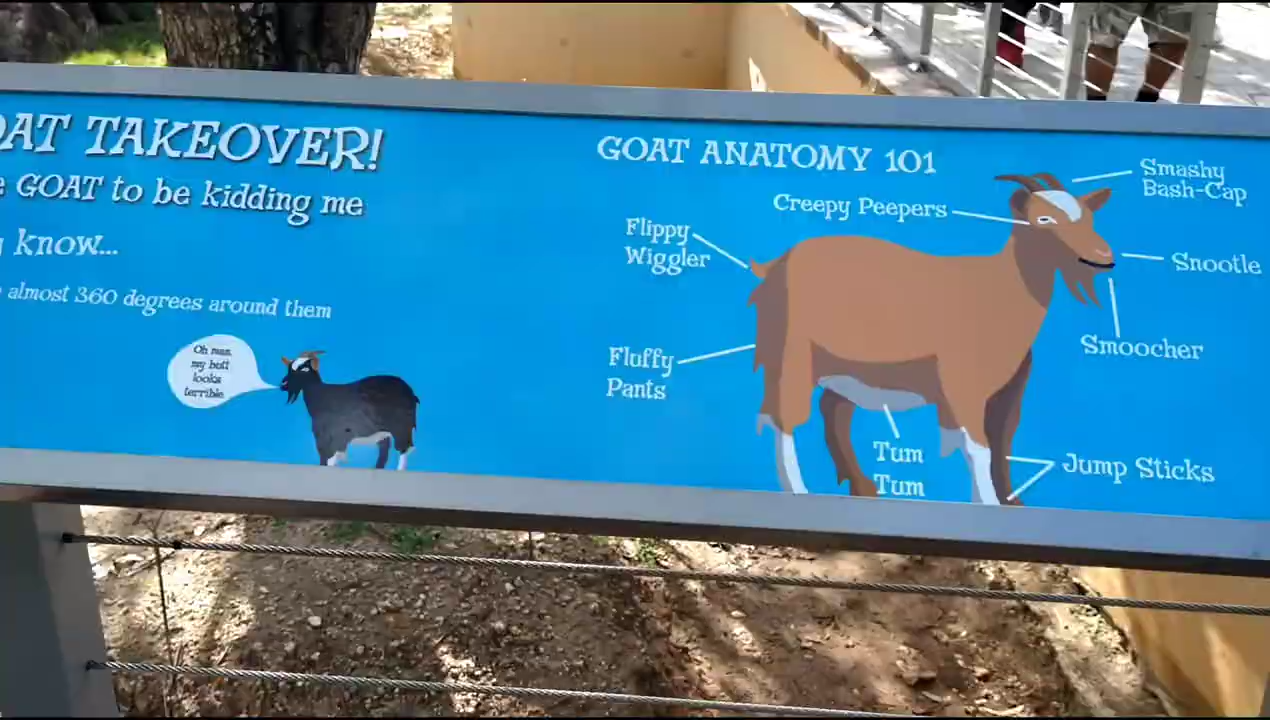 TAKEOVER!
GOAT to be kidding me
know...
almost 360 degrees around them
Oh man,
my butt
looks
terrible.
GOAT ANATOMY 101
Smashy
Bash-Cap
Creepy Peepers
Flippy
Wiggler
Snootle
Smoocher
Fluffy
Pants
Tum
Tum
Jump Sticks